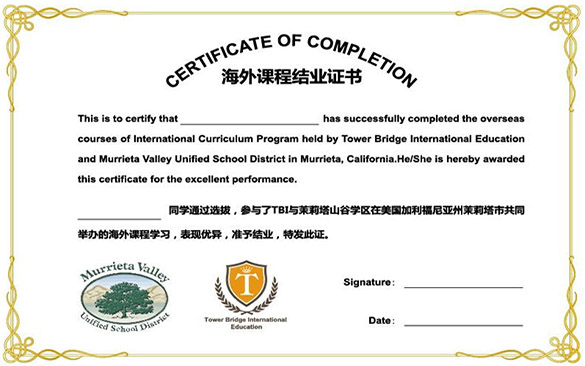 CERTIFICATE OF COMPLETION
海外课程结业证书
This is to certify that ____________________ has successfully completed the overseas
courses of International Curriculum Program held by Tower Bridge International Education
and Murrieta Valley Unified School District in Murrieta, California.He/She is hereby awarded
this certificate for the excellent performance.
____________ 同学通过选拔，参与了TBI与茉莉塔山谷学区在美国加利福尼亚州茉莉塔市共同
举办的海外课程学习，表现优异，准予结业，特发此证。
Murrieta Valley
Unified School District
T
Tower Bridge International
Education
Signature: ____________
Date: ____________